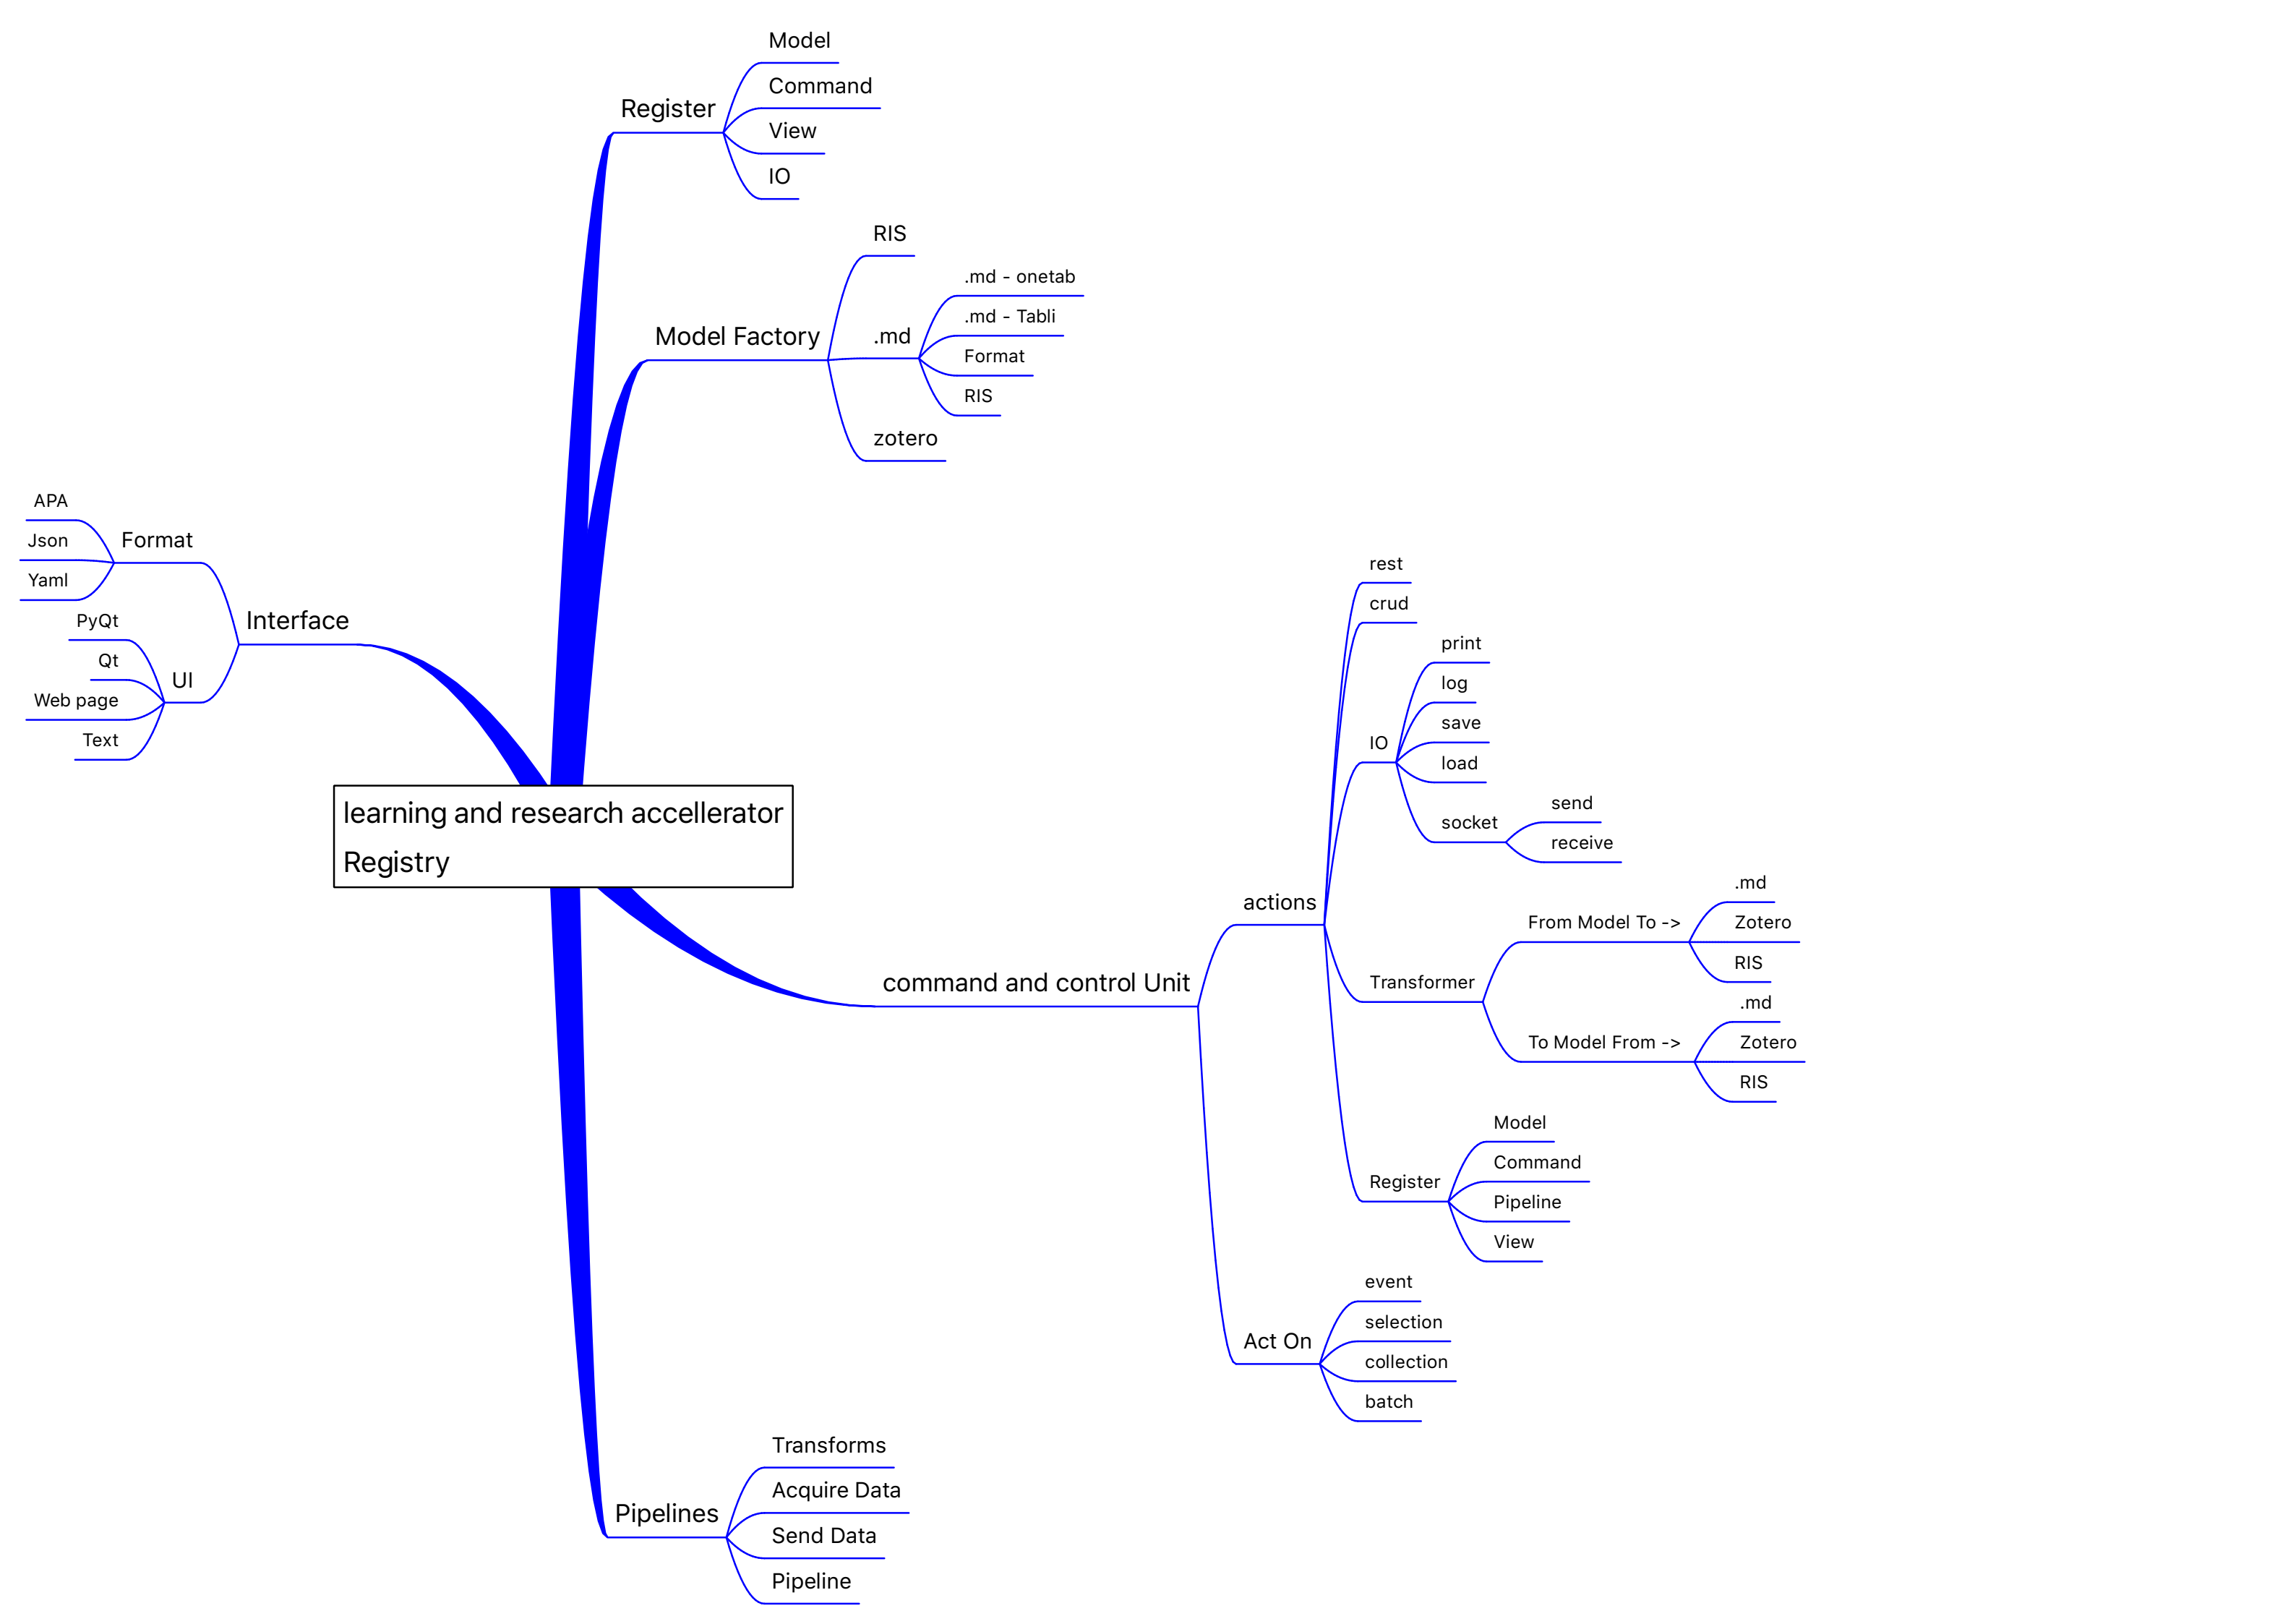 Model
Command
Register
View
IO
RIS
.md - onetab
.md - Tabli
Model Factory
.md
Format
RIS
zotero
APA
Json
Format
Yaml
Interface
PyQt
Qt
UI
Web page
Text
learning and research accellerator
Registry
rest
crud
print
log
save
IO
load
socket
send
receive
actions
.md
From Model To ->
Zotero
RIS
Transformer
.md
To Model From ->
Zotero
RIS
command and control Unit
Model
Command
Register
Pipeline
View
event
selection
Act On
collection
batch
Transforms
Acquire Data
Pipelines
Send Data
Pipeline